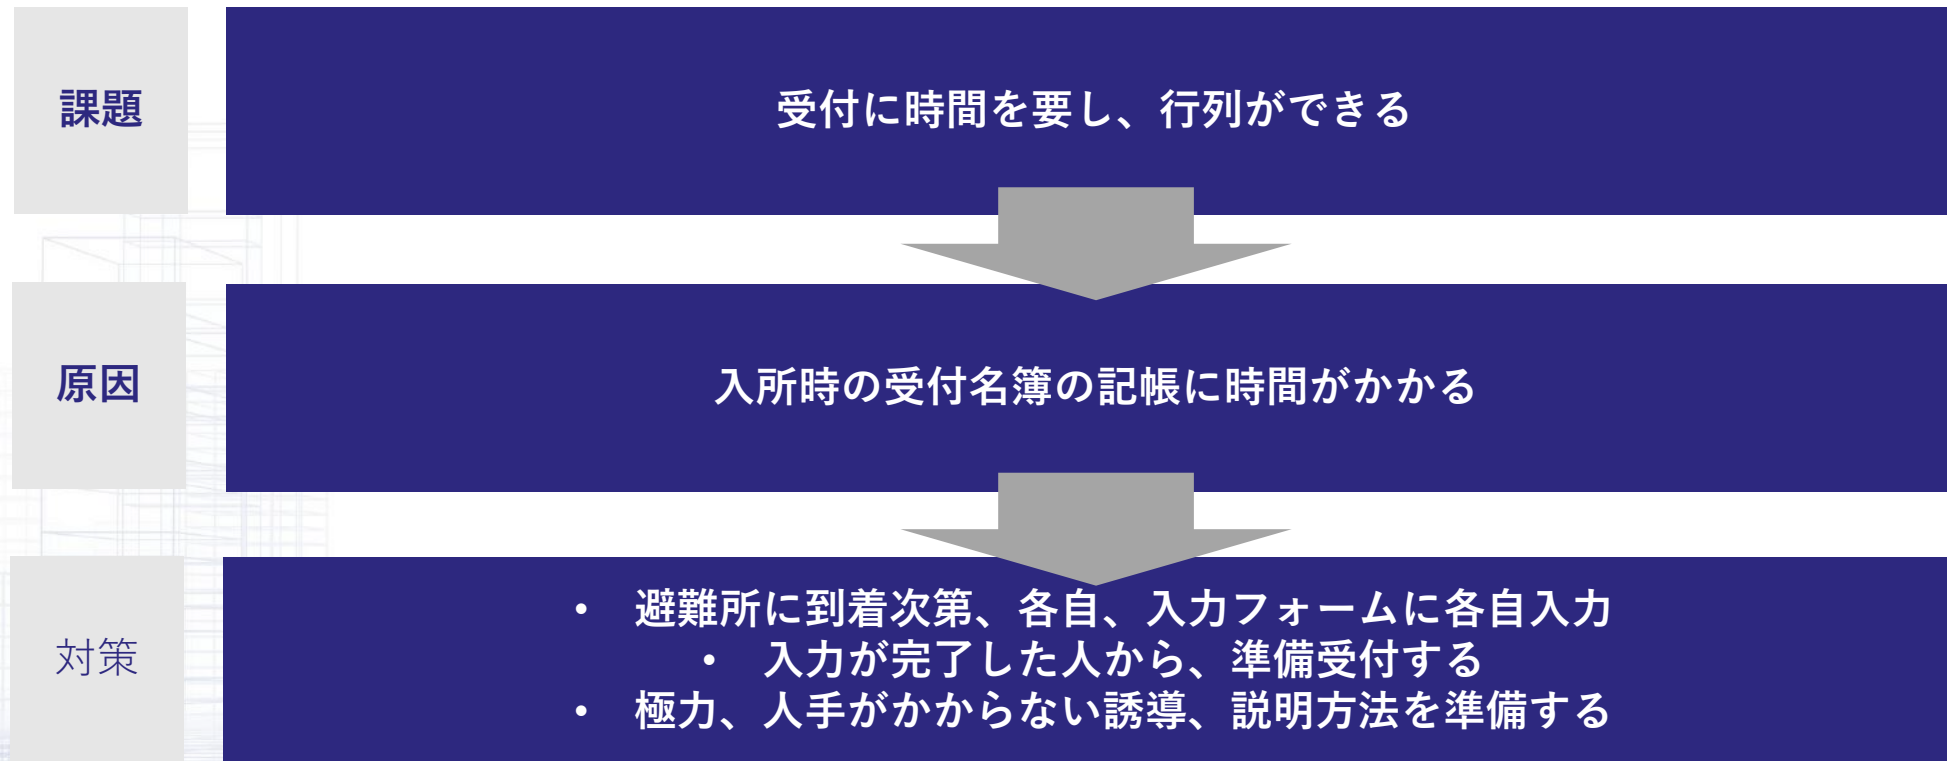 課題
受付に時間を要し、行列ができる
原因
入所時の受付名簿の記帳に時間がかかる
対策
• 避難所に到着次第、各自、入力フォームに各自入力
• 入力が完了した人から、準備受付する
• 極力、人手がかからない誘導、説明方法を準備する